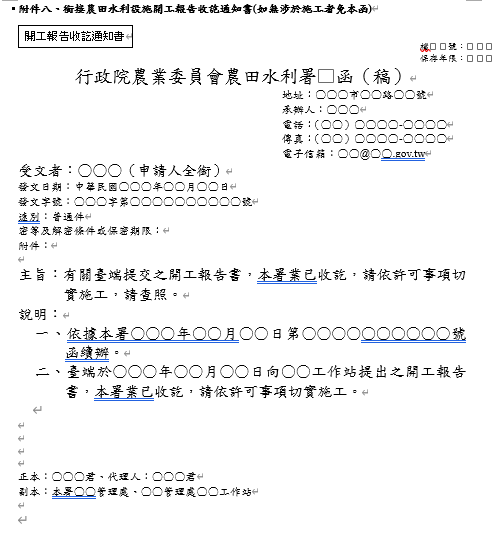 ▪附件八、銜接農田水利設施開工報告收訖通知書(如無涉於施工者免本函)
開工報告收訖通知書
檔□□號：□□□
保存年限：□□□
行政院農業委員會農田水利署□函（稿）
地址：○○○市○○路○○號
承辦人：○○○
電話：(○○) ○○○○-○○○○
傳真：(○○) ○○○○-○○○○
電子信箱：○○@○○.gov.tw
受文者：○○○（申請人全銜）
發文日期：中華民國○○○年○○月○○日
發文字號：○○○字第○○○○○○○○○○號
速別：普通件
密等及解密條件或保密期限：
附件：
主旨：有關臺端提交之開工報告書，本署業已收訖，請依許可事項切
實施工，請查照。
說明：
一、依據本署○○○年○○月○○日第○○○○○○○○○號
函續辦。
二、臺端於○○○年○○月○○日向○○工作站提出之開工報告
書，本署業已收訖，請依許可事項切實施工。
正本：○○○君、代理人：○○○君
副本：本署○○管理處、○○管理處○○工作站